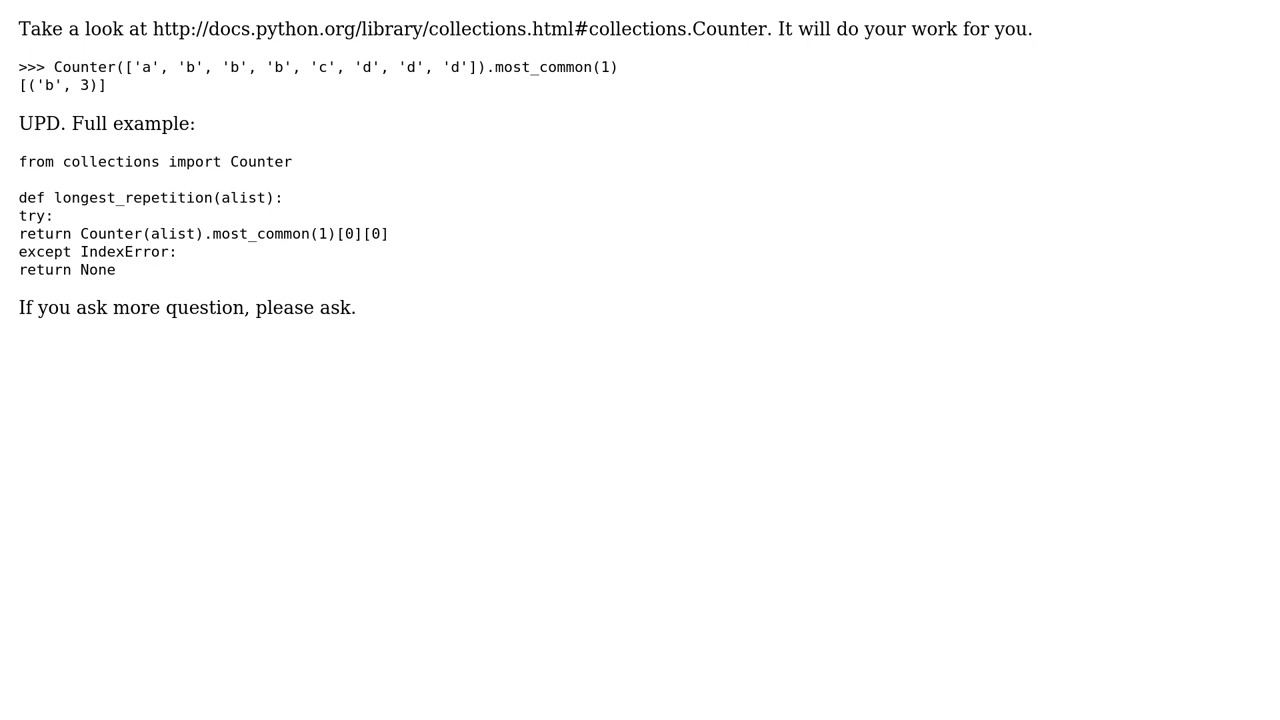 Take a look at http://docs.python.org/library/collections.html#collections.Counter. It will do your work for you.
>>> Counter(['a', 'b', 'b', 'b', 'c', 'd', 'd', 'd']).most_common(1)
[('b', 3)]
UPD. Full example:
from collections import Counter
def longest_repetition(alist):
try:
return Counter(alist).most_common(1)[0][0]
except IndexError:
return None
If you ask more question, please ask.